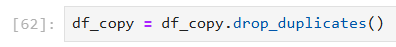 [62]: df_copy = df_copy.drop_duplicates()